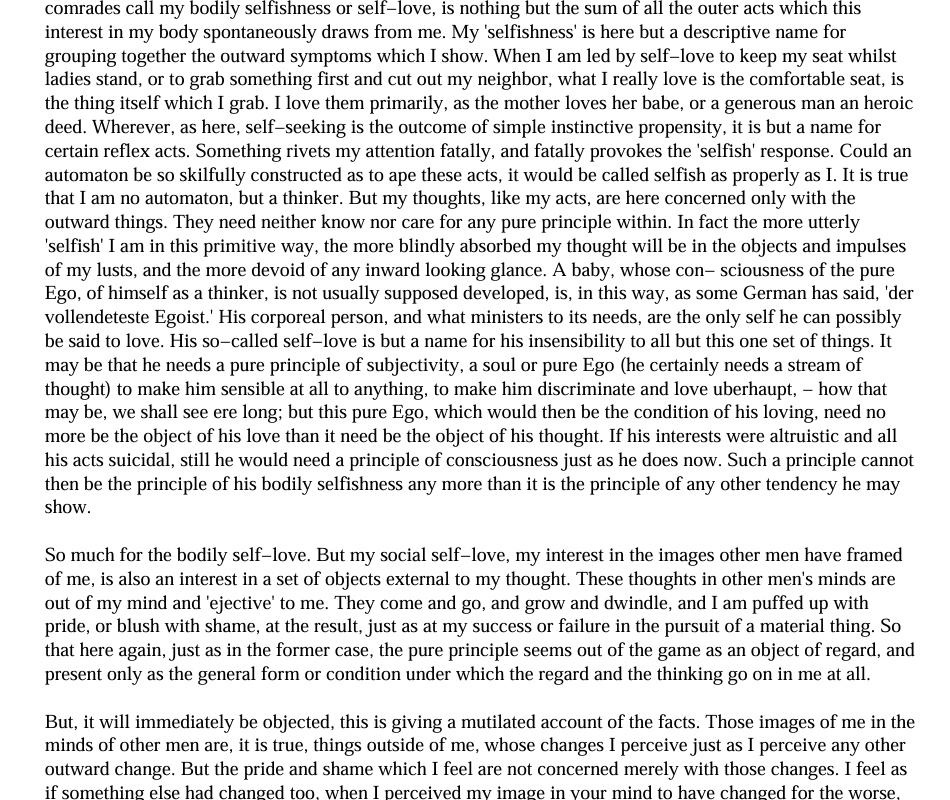 comrades call my bodily selfishness or self−love, is nothing but the sum of all the outer acts which this
interest in my body spontaneously draws from me. My 'selfishness' is here but a descriptive name for
grouping together the outward symptoms which I show. When I am led by self−love to keep my seat whilst
ladies stand, or to grab something first and cut out my neighbor, what I really love is the comfortable seat, is
the thing itself which I grab. I love them primarily, as the mother loves her babe, or a generous man an heroic
deed. Wherever, as here, self−seeking is the outcome of simple instinctive propensity, it is but a name for
certain reflex acts. Something rivets my attention fatally, and fatally provokes the 'selfish' response. Could an
automaton be so skilfully constructed as to ape these acts, it would be called selfish as properly as I. It is true
that I am no automaton, but a thinker. But my thoughts, like my acts, are here concerned only with the
outward things. They need neither know nor care for any pure principle within. In fact the more utterly
'selfish' I am in this primitive way, the more blindly absorbed my thought will be in the objects and impulses
of my lusts, and the more devoid of any inward looking glance. A baby, whose con− sciousness of the pure
Ego, of himself as a thinker, is not usually supposed developed, is, in this way, as some German has said, 'der
vollendeteste Egoist.' His corporeal person, and what ministers to its needs, are the only self he can possibly
be said to love. His so−called self−love is but a name for his insensibility to all but this one set of things. It
may be that he needs a pure principle of subjectivity, a soul or pure Ego (he certainly needs a stream of
thought) to make him sensible at all to anything, to make him discriminate and love uberhaupt, − how that
may be, we shall see ere long; but this pure Ego, which would then be the condition of his loving, need no
more be the object of his love than it need be the object of his thought. If his interests were altruistic and all
his acts suicidal, still he would need a principle of consciousness just as he does now. Such a principle cannot
then be the principle of his bodily selfishness any more than it is the principle of any other tendency he may
show.
So much for the bodily self−love. But my social self−love, my interest in the images other men have framed
of me, is also an interest in a set of objects external to my thought. These thoughts in other men's minds are
out of my mind and 'ejective' to me. They come and go, and grow and dwindle, and I am puffed up with
pride, or blush with shame, at the result, just as at my success or failure in the pursuit of a material thing. So
that here again, just as in the former case, the pure principle seems out of the game as an object of regard, and
present only as the general form or condition under which the regard and the thinking go on in me at all.
But, it will immediately be objected, this is giving a mutilated account of the facts. Those images of me in the
minds of other men are, it is true, things outside of me, whose changes I perceive just as I perceive any other
outward change. But the pride and shame which I feel are not concerned merely with those changes. I feel as
if something else had changed too, when I perceived my image in your mind to have changed for the worse,